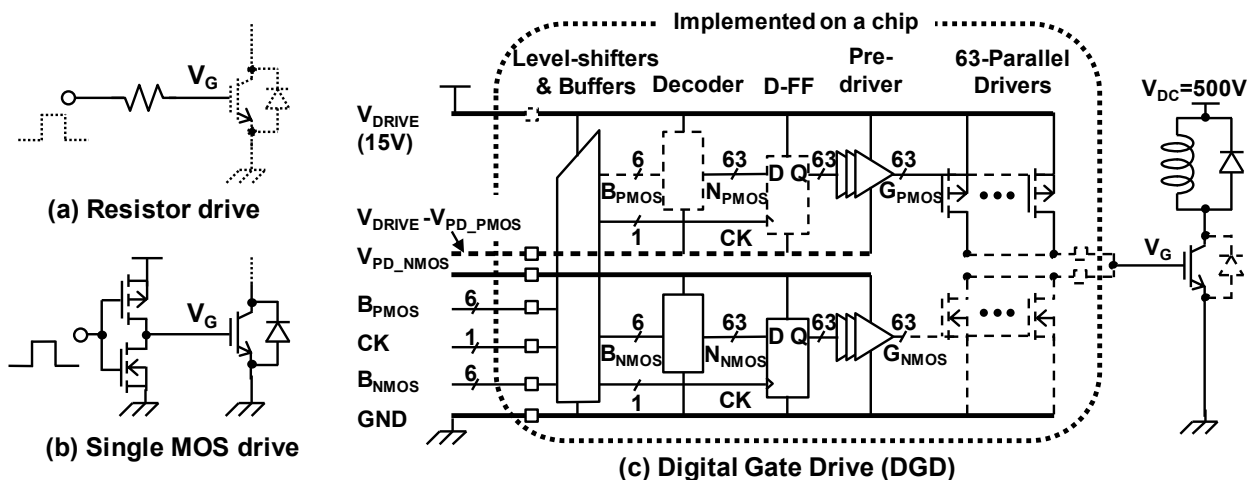 V_G
(a) Resistor drive
V_G
(b) Single MOS drive
Implemented on a chip
Level-shifters & Buffers
Decoder
D-FF
Pre-driver
63-Parallel Drivers
V_DRIVE (15V)
6
B_PMOS
63
N_PMOS
D Q
63
63
G_PMOS
1
CK
V_DRIVE-V_PD_PMOS
V_PD_NMOS
B_PMOS
6
CK
1
B_NMOS
6
GND
6
B_NMOS
63
N_NMOS
D Q
63
63
G_NMOS
1
CK
V_DC=500V
V_G
(c) Digital Gate Drive (DGD)